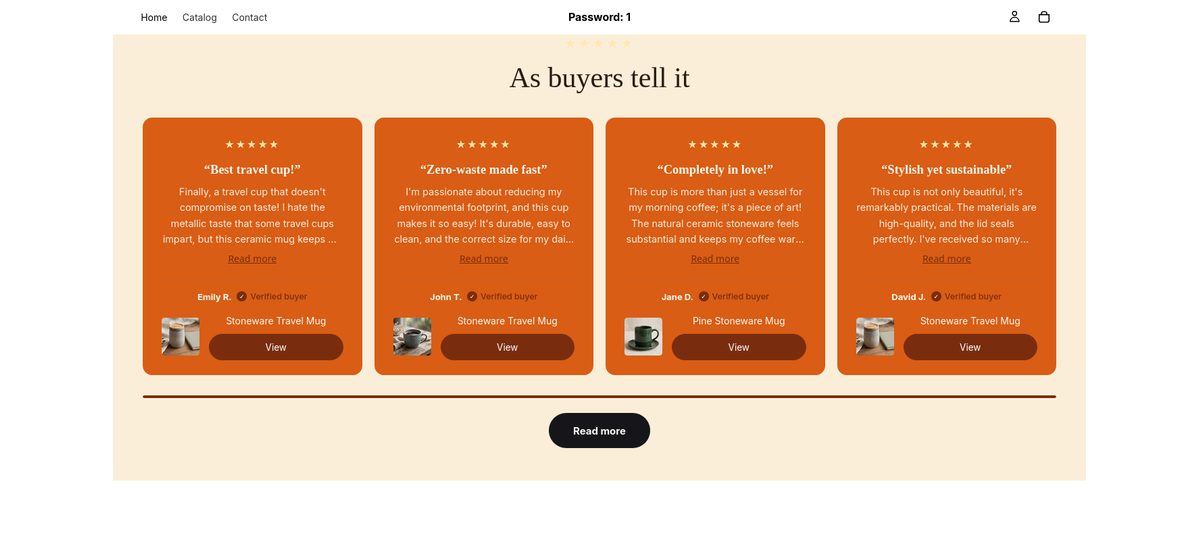 Home Catalog Contact Password: 1
As buyers tell it
“Best travel cup!”
Finally, a travel cup that doesn't
compromise on taste! I hate the
metallic taste that some travel cups
impart, but this ceramic mug keeps ...
Read more
Emily R. Verified buyer
Stoneware Travel Mug
View
“Zero-waste made fast”
I'm passionate about reducing my
environmental footprint, and this cup
makes it so easy! It's durable, easy to
clean, and the correct size for my dai...
Read more
John T. Verified buyer
Stoneware Travel Mug
View
“Completely in love!”
This cup is more than just a vessel for
my morning coffee; it's a piece of art!
The natural ceramic stoneware feels
substantial and keeps my coffee war...
Read more
Jane D. Verified buyer
Pine Stoneware Mug
View
“Stylish yet sustainable”
This cup is not only beautiful, it's
remarkably practical. The materials are
high-quality, and the lid seals
perfectly. I've received so many...
Read more
David J. Verified buyer
Stoneware Travel Mug
View
Read more